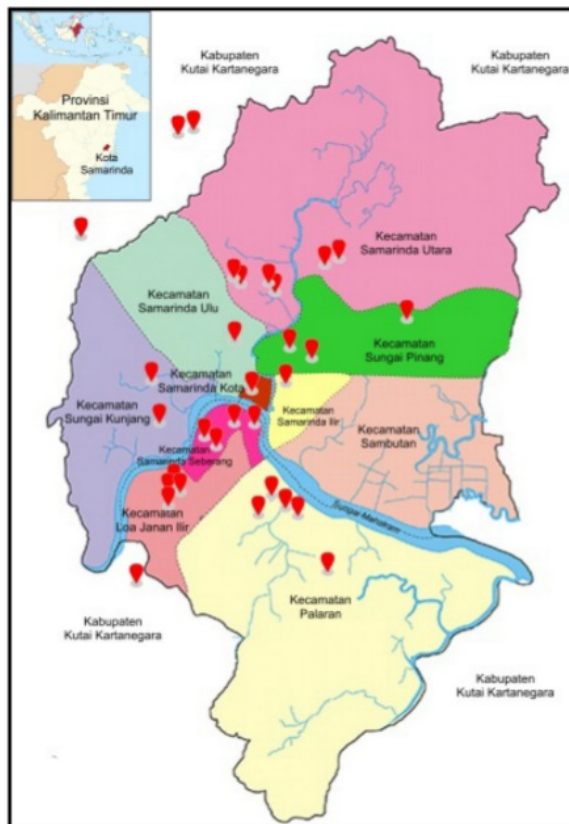 Kabupaten
Kutai Kartanegara
Kabupaten
Kutai Kartanegara
Provinsi
Kalimantan Timur
Kota
Samarinda
Kecamatan
Samarinda Utara
Kecamatan
Samarinda Ulu
Kecamatan
Sungai Pinang
Kecamatan
Samarinda Kota
Kecamatan
Sungai Kunjang
Kecamatan
Samarinda Ilir
Kecamatan
Sambutan
Kecamatan
Samarinda Seberang
Kecamatan
Loa Janan Ilir
Sungai Mahakam
Kecamatan
Palaran
Kabupaten
Kutai Kartanegara
Kabupaten
Kutai Kartanegara